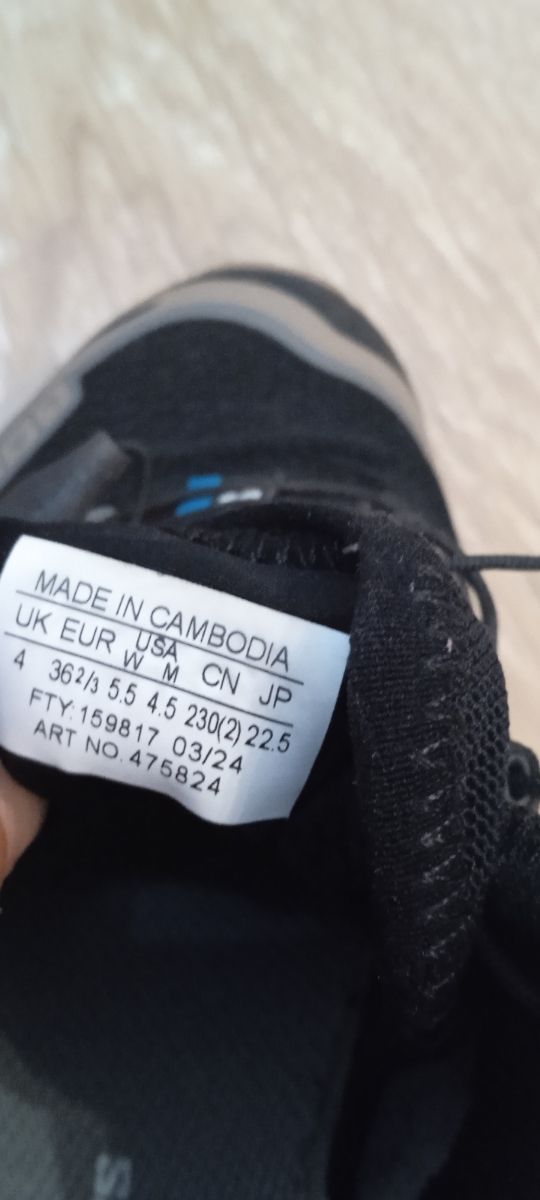 MADE IN CAMBODIA
UK EUR USA CN JP
W M
4 36 2/3 5.5 4.5 230(2) 22.5
FTY:159817 03/24
ART NO. 475824
S